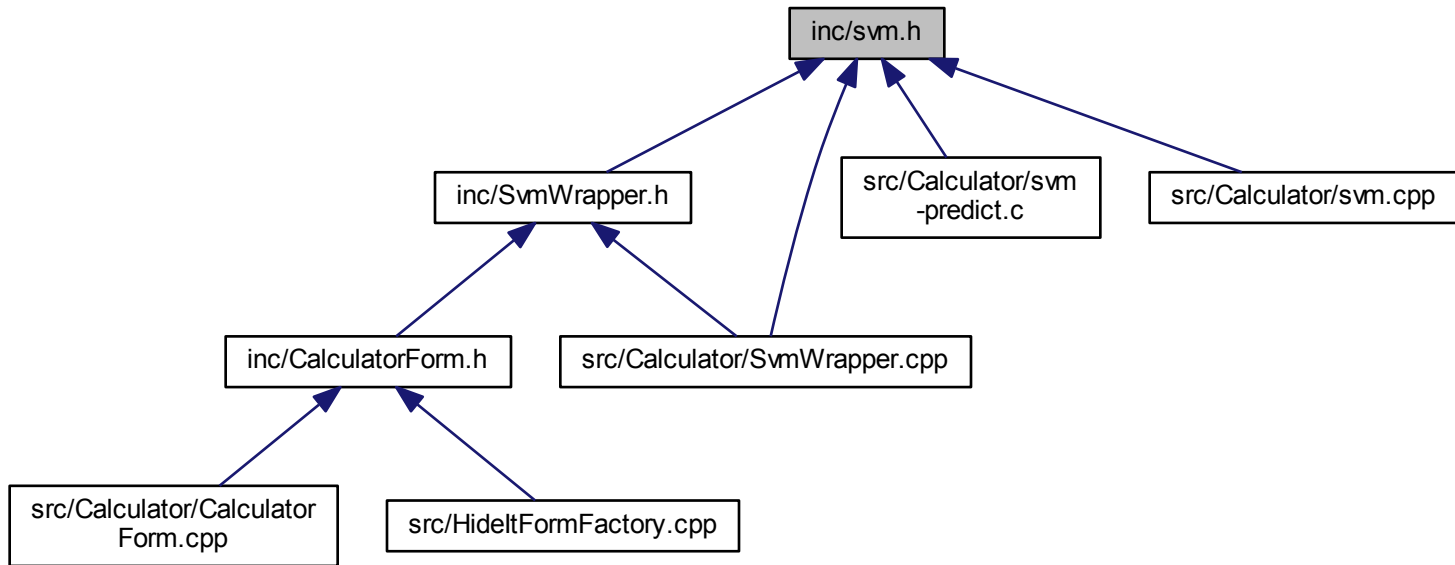 inc/svm.h
inc/SvmWrapper.h
src/Calculator/svm
-predict.c
src/Calculator/svm.cpp
inc/CalculatorForm.h
src/Calculator/SvmWrapper.cpp
src/Calculator/Calculator
Form.cpp
src/HideItFormFactory.cpp